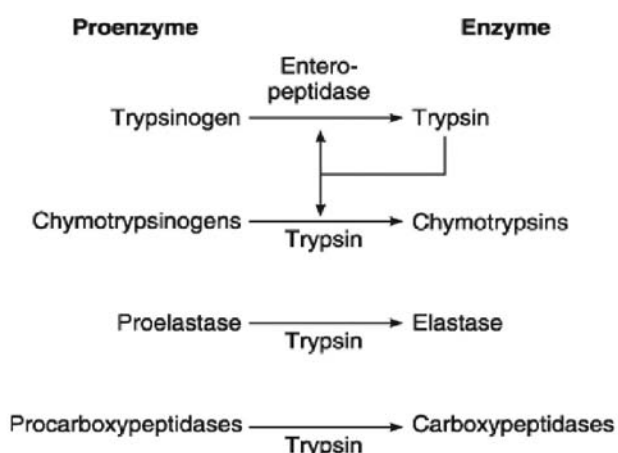 Proenzyme Enzyme
Entero-
peptidase
Trypsinogen Trypsin
Chymotrypsinogens Chymotrypsins
Trypsin
Proelastase Elastase
Trypsin
Procarboxypeptidases Carboxypeptidases
Trypsin